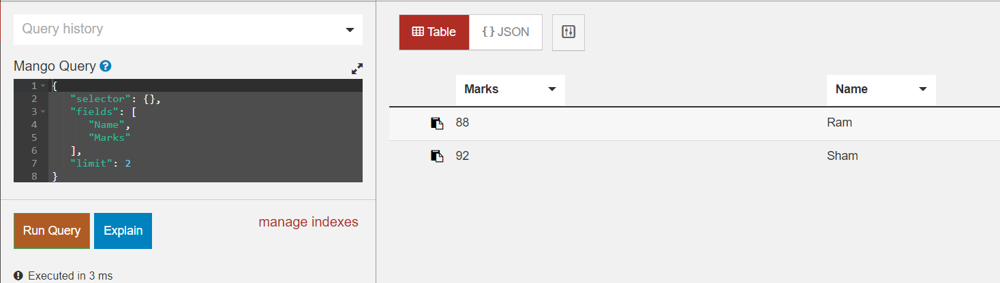 Query history
Mango Query ?
1 {
2 "selector": {},
3 "fields": [
4 "Name",
5 "Marks"
6 ],
7 "limit": 2
8 }
Run Query Explain manage indexes
Executed in 3 ms
Table {} JSON
Marks Name
88 Ram
92 Sham